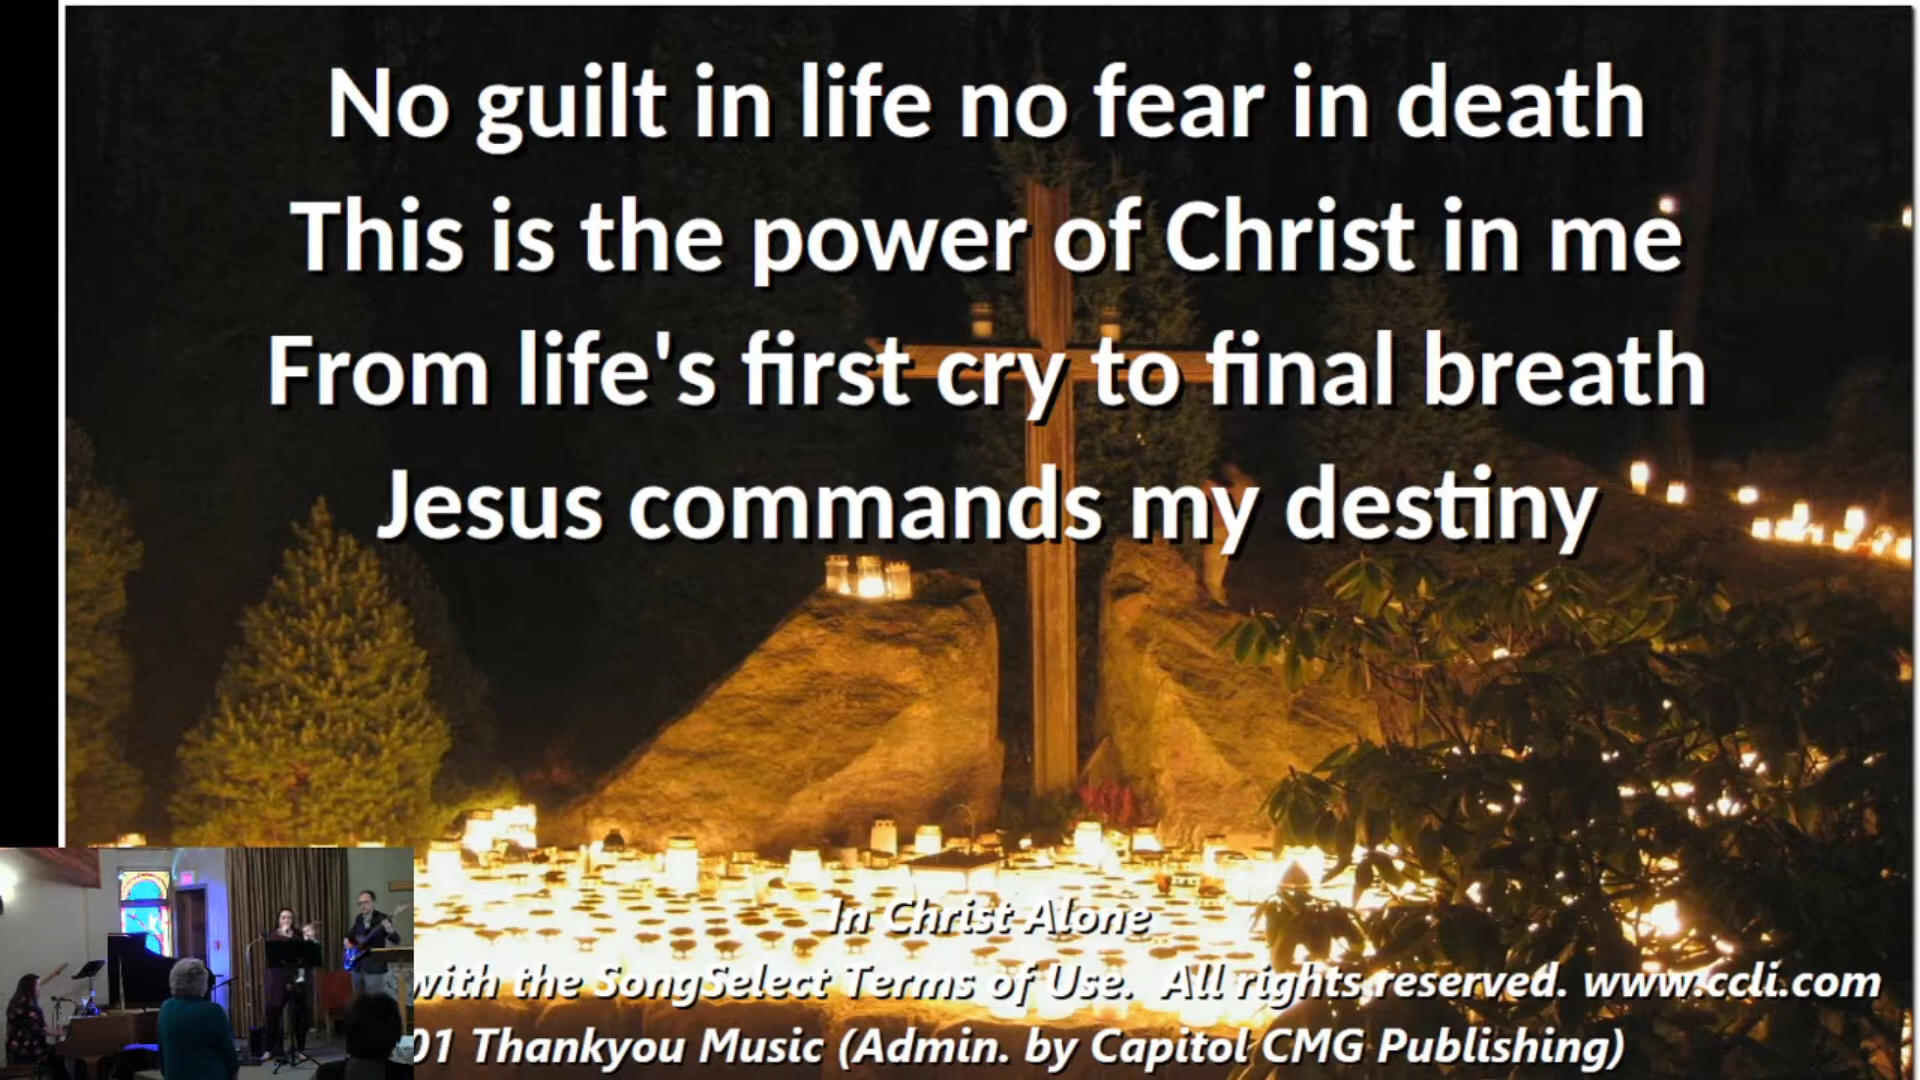 No guilt in life no fear in death
This is the power of Christ in me
From life's first cry to final breath
Jesus commands my destiny
In Christ Alone
with the SongSelect Terms of Use. All rights reserved. www.ccli.com
01 Thankyou Music (Admin. by Capitol CMG Publishing)